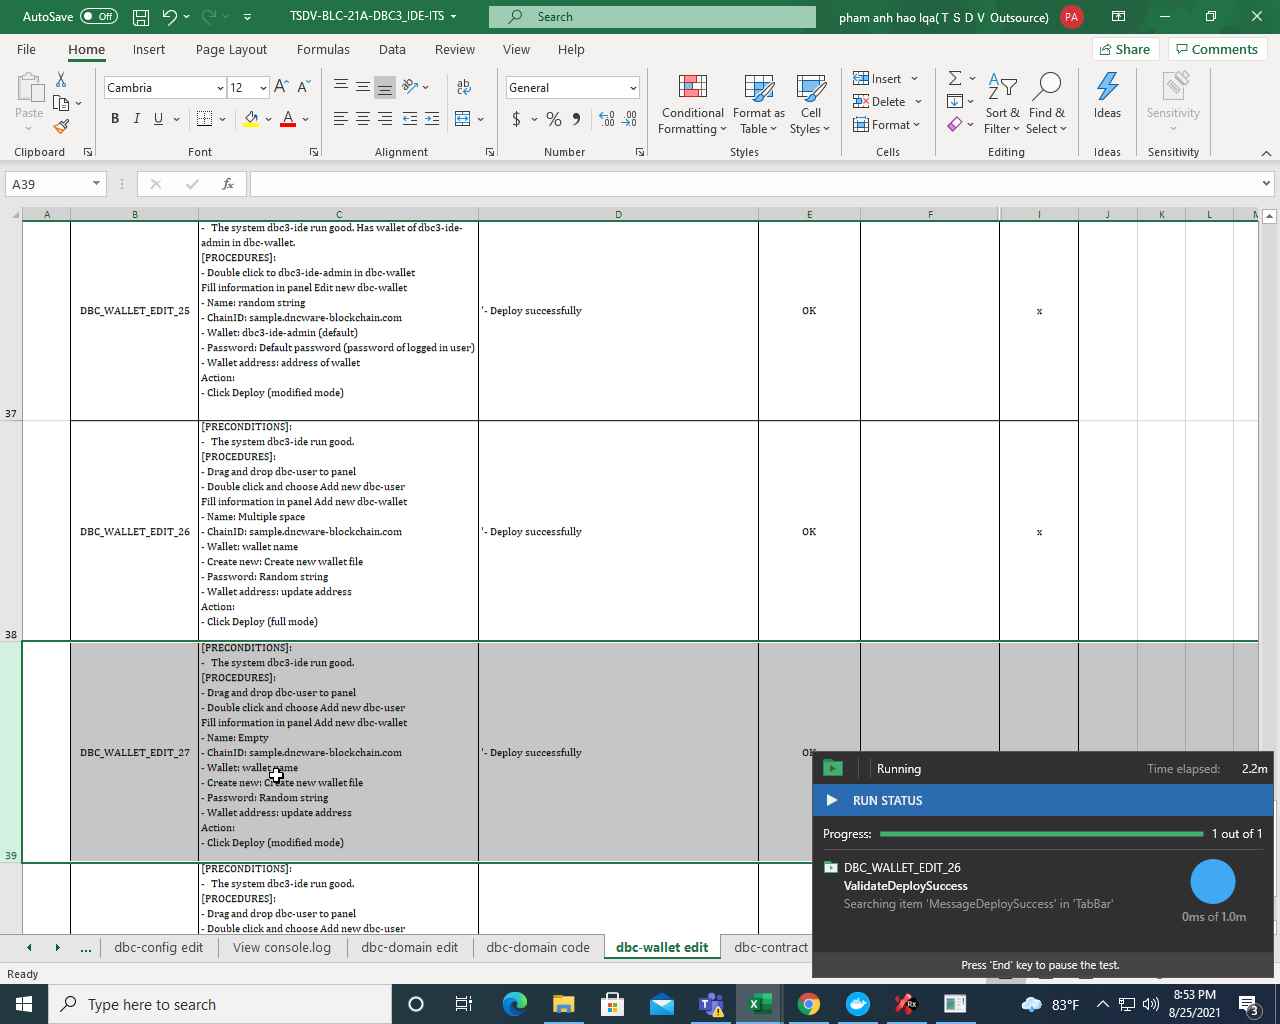 AutoSave Off TSDV-BLC-21A-DBC3_IDE-ITS Search pham anh hao lqa( T S D V Outsource) PA
File Home Insert Page Layout Formulas Data Review View Help Share Comments
Paste
Clipboard
Cambria 12
B I U
Font
A A
Alignment
General
$ % 9
Number
Conditional Formatting
Format as Table
Cell Styles
Styles
Insert
Delete
Format
Cells
Sort & Filter
Find & Select
Editing
Ideas
Ideas
Sensitivity
Sensitivity
A39 fx
A B C D E F I J K L M
37
DBC_WALLET_EDIT_25
- The system dbc3-ide run good. Has wallet of dbc3-ide-
admin in dbc-wallet.
[PROCEDURES]:
- Double click to dbc3-ide-admin in dbc-wallet
Fill information in panel Edit new dbc-wallet
- Name: random string
- ChainID: sample.dncware-blockchain.com
- Wallet: dbc3-ide-admin (default)
- Password: Default password (password of logged in user)
- Wallet address: address of wallet
Action:
- Click Deploy (modified mode)
'- Deploy successfully
OK
x
38
DBC_WALLET_EDIT_26
[PRECONDITIONS]:
- The system dbc3-ide run good.
[PROCEDURES]:
- Drag and drop dbc-user to panel
- Double click and choose Add new dbc-user
Fill information in panel Add new dbc-wallet
- Name: Multiple space
- ChainID: sample.dncware-blockchain.com
- Wallet: wallet name
- Create new: Create new wallet file
- Password: Random string
- Wallet address: update address
Action:
- Click Deploy (full mode)
'- Deploy successfully
OK
x
39
DBC_WALLET_EDIT_27
[PRECONDITIONS]:
- The system dbc3-ide run good.
[PROCEDURES]:
- Drag and drop dbc-user to panel
- Double click and choose Add new dbc-user
Fill information in panel Add new dbc-wallet
- Name: Empty
- ChainID: sample.dncware-blockchain.com
- Wallet: wallet name
- Create new: Create new wallet file
- Password: Random string
- Wallet address: update address
Action:
- Click Deploy (modified mode)
'- Deploy successfully
OK
[PRECONDITIONS]:
- The system dbc3-ide run good.
[PROCEDURES]:
- Drag and drop dbc-user to panel
- Double click and choose Add new dbc-user
Running Time elapsed: 2.2m
RUN STATUS
Progress: 1 out of 1
DBC_WALLET_EDIT_26
ValidateDeploySuccess
Searching item 'MessageDeploySuccess' in 'TabBar'
0ms of 1.0m
Press 'End' key to pause the test.
... dbc-config edit View console.log dbc-domain edit dbc-domain code dbc-wallet edit dbc-contract
Ready
Type here to search
83°F
8:53 PM
8/25/2021
3